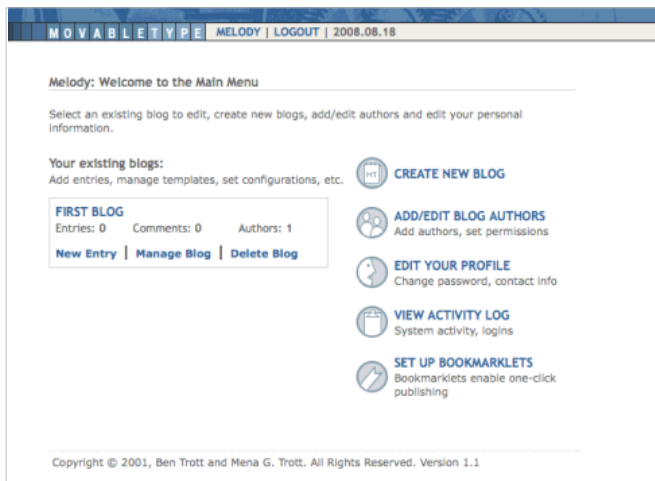 MOVABLETYPE MELODY | LOGOUT | 2008.08.18
Melody: Welcome to the Main Menu
Select an existing blog to edit, create new blogs, add/edit authors and edit your personal
information.
Your existing blogs:
Add entries, manage templates, set configurations, etc.
FIRST BLOG
Entries: 0 Comments: 0 Authors: 1
New Entry | Manage Blog | Delete Blog
MT
CREATE NEW BLOG
ADD/EDIT BLOG AUTHORS
Add authors, set permissions
EDIT YOUR PROFILE
Change password, contact info
VIEW ACTIVITY LOG
System activity, logins
SET UP BOOKMARKLETS
Bookmarklets enable one-click
publishing
Copyright © 2001, Ben Trott and Mena G. Trott. All Rights Reserved. Version 1.1